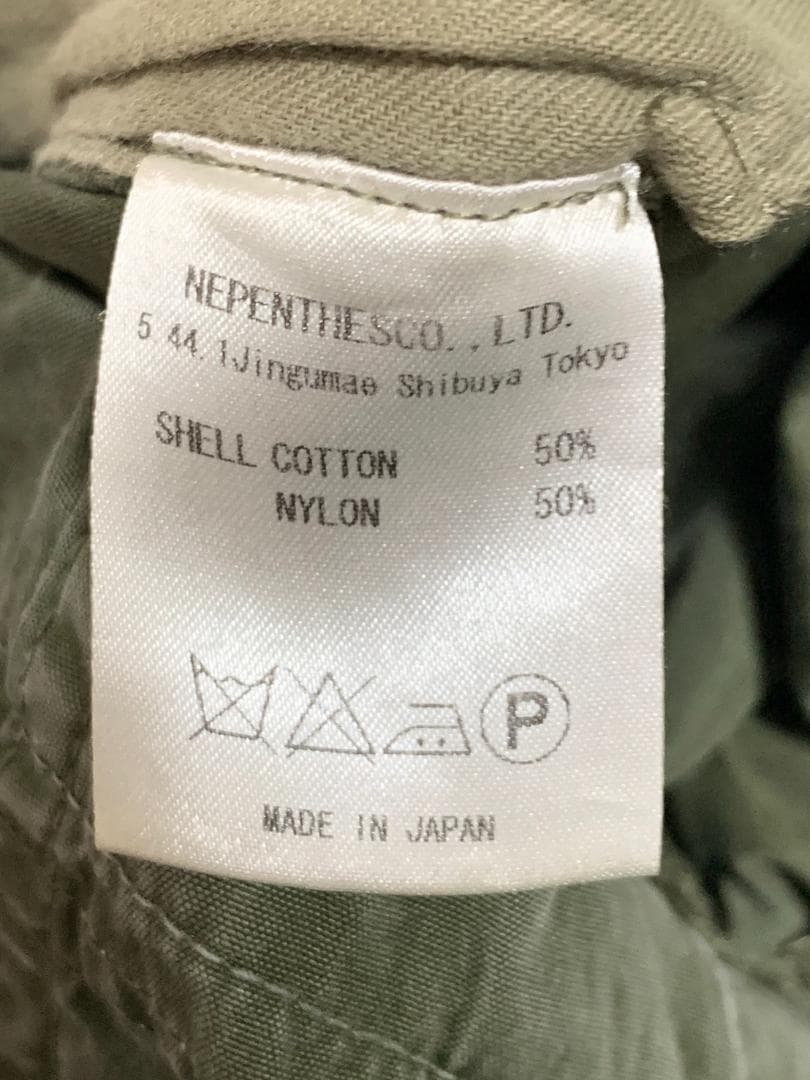 NEPENTHESCO.,LTD.
5 44.1Jingumae Shibuya Tokyo
SHELL COTTON 50%
NYLON 50%
P
MADE IN JAPAN